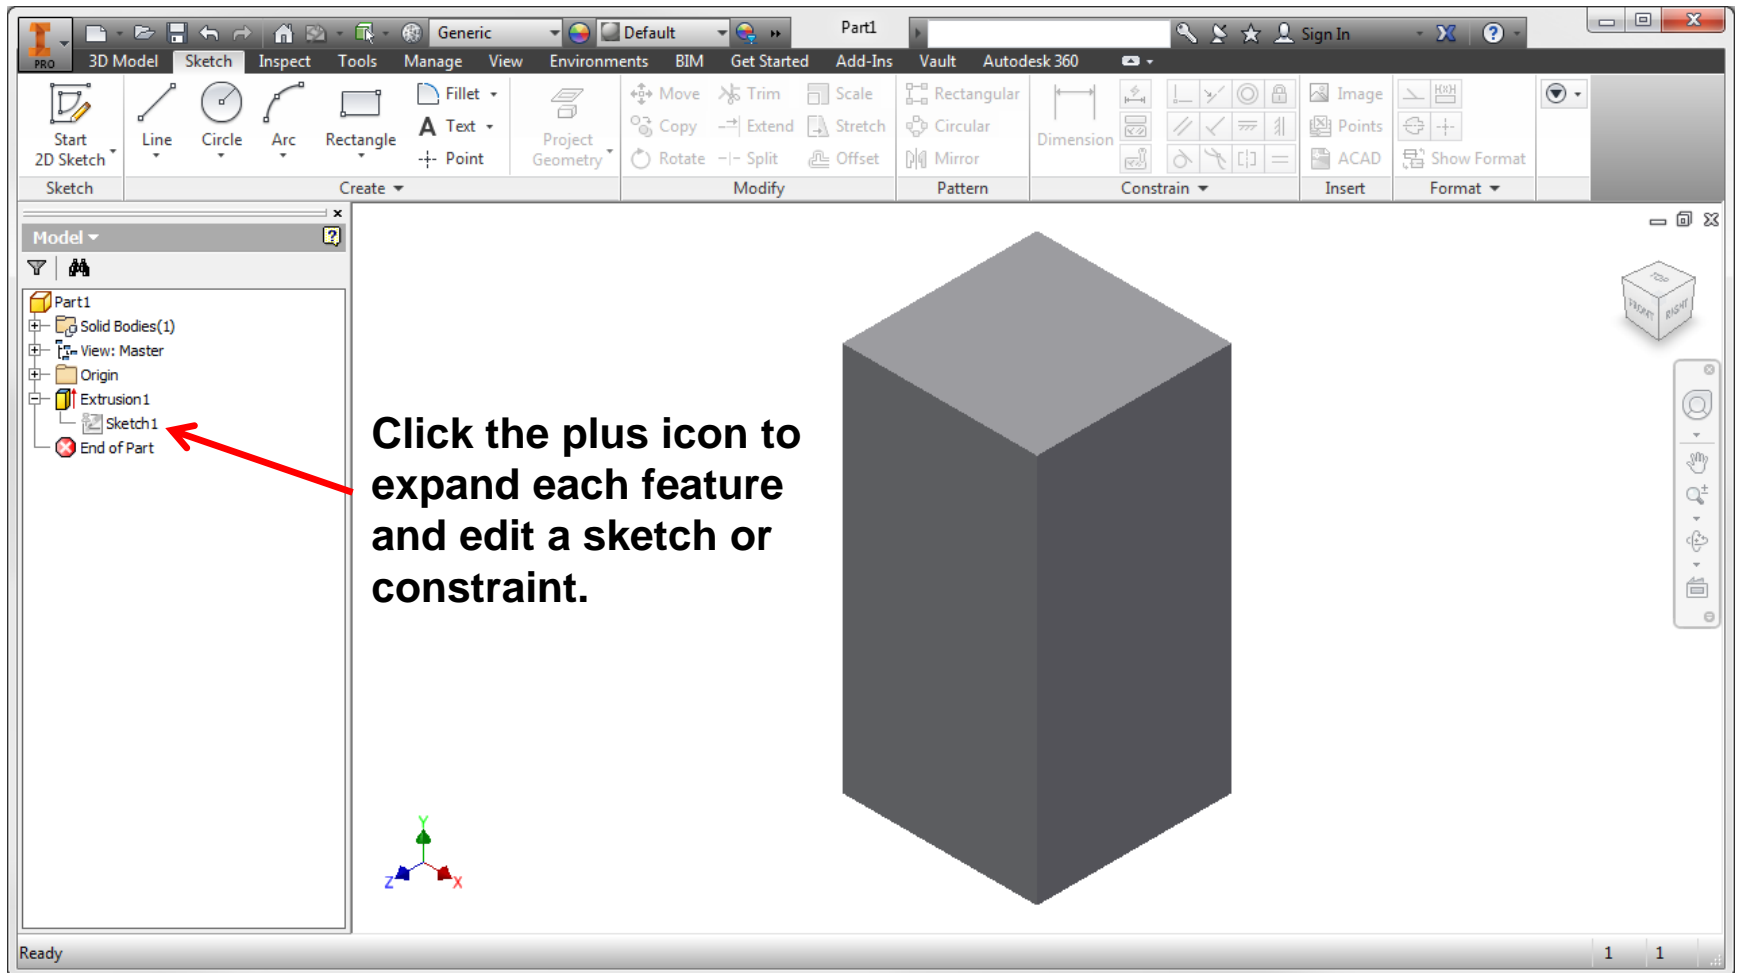 Generic Default Part1 Sign In
PRO 3D Model Sketch Inspect Tools Manage View Environments BIM Get Started Add-Ins Vault Autodesk 360
Start 2D Sketch
Line
Circle
Arc
Rectangle
Fillet
Text
Point
Project Geometry
Move Trim Scale
Copy Extend Stretch
Rotate Split Offset
Rectangular
Circular
Mirror
Dimension
Image
Points
ACAD
Show Format
Sketch Create Modify Pattern Constrain Insert Format
Model
Part1
Solid Bodies(1)
View: Master
Origin
Extrusion1
Sketch1
End of Part
Click the plus icon to
expand each feature
and edit a sketch or
constraint.
TOP
FRONT RIGHT
Y
Z X
Ready 1 1